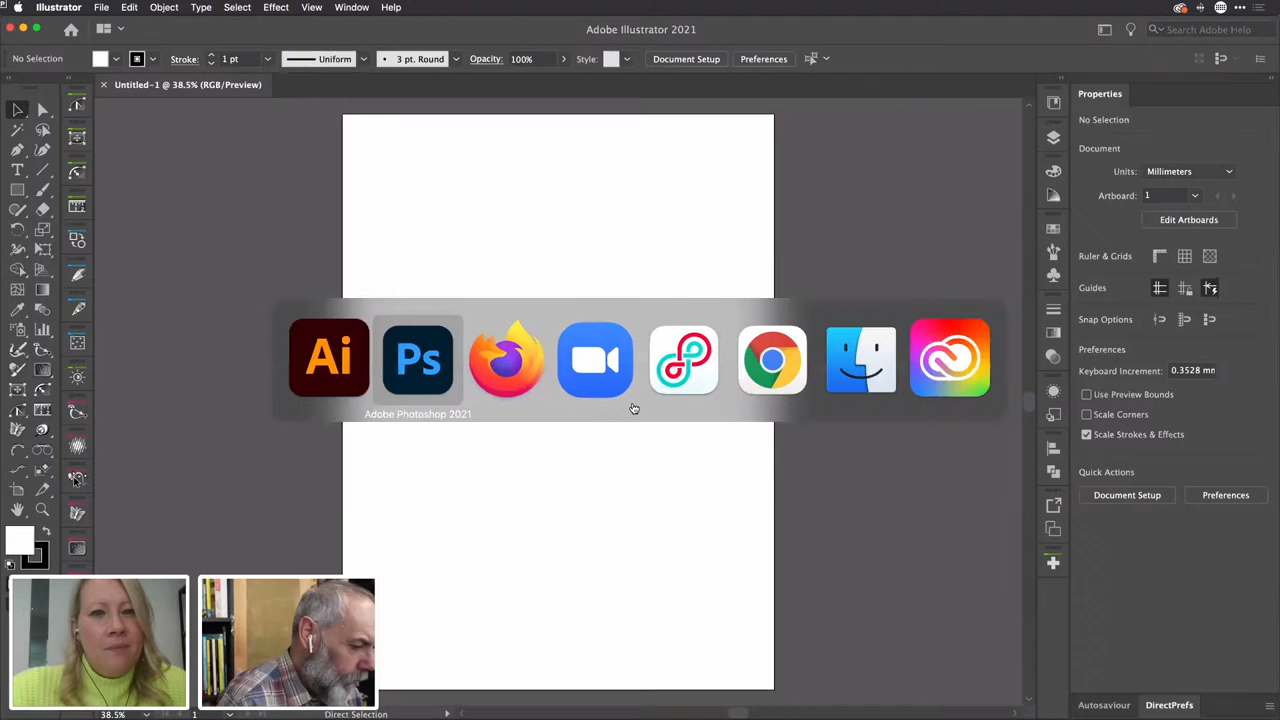 Illustrator File Edit Object Type Select Effect View Window Help
Adobe Illustrator 2021
Search Adobe Help
No Selection Stroke: 1 pt Uniform 3 pt. Round Opacity: 100% Style: Document Setup Preferences
Untitled-1 @ 38.5% (RGB/Preview)
Properties
No Selection
Document
Units: Millimeters
Artboard: 1
Edit Artboards
Ruler & Grids
Guides
Snap Options
Preferences
Keyboard Increment: 0.3528 mm
Use Preview Bounds
Scale Corners
Scale Strokes & Effects
Quick Actions
Document Setup Preferences
Ai Ps
Adobe Photoshop 2021
38.5% 1 Direct Selection
Autosaviour DirectPrefs